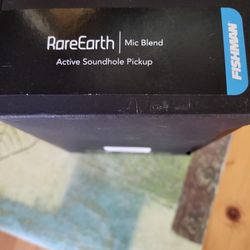 RareEarth | Mic Blend
Active Soundhole Pickup
FISHMAN